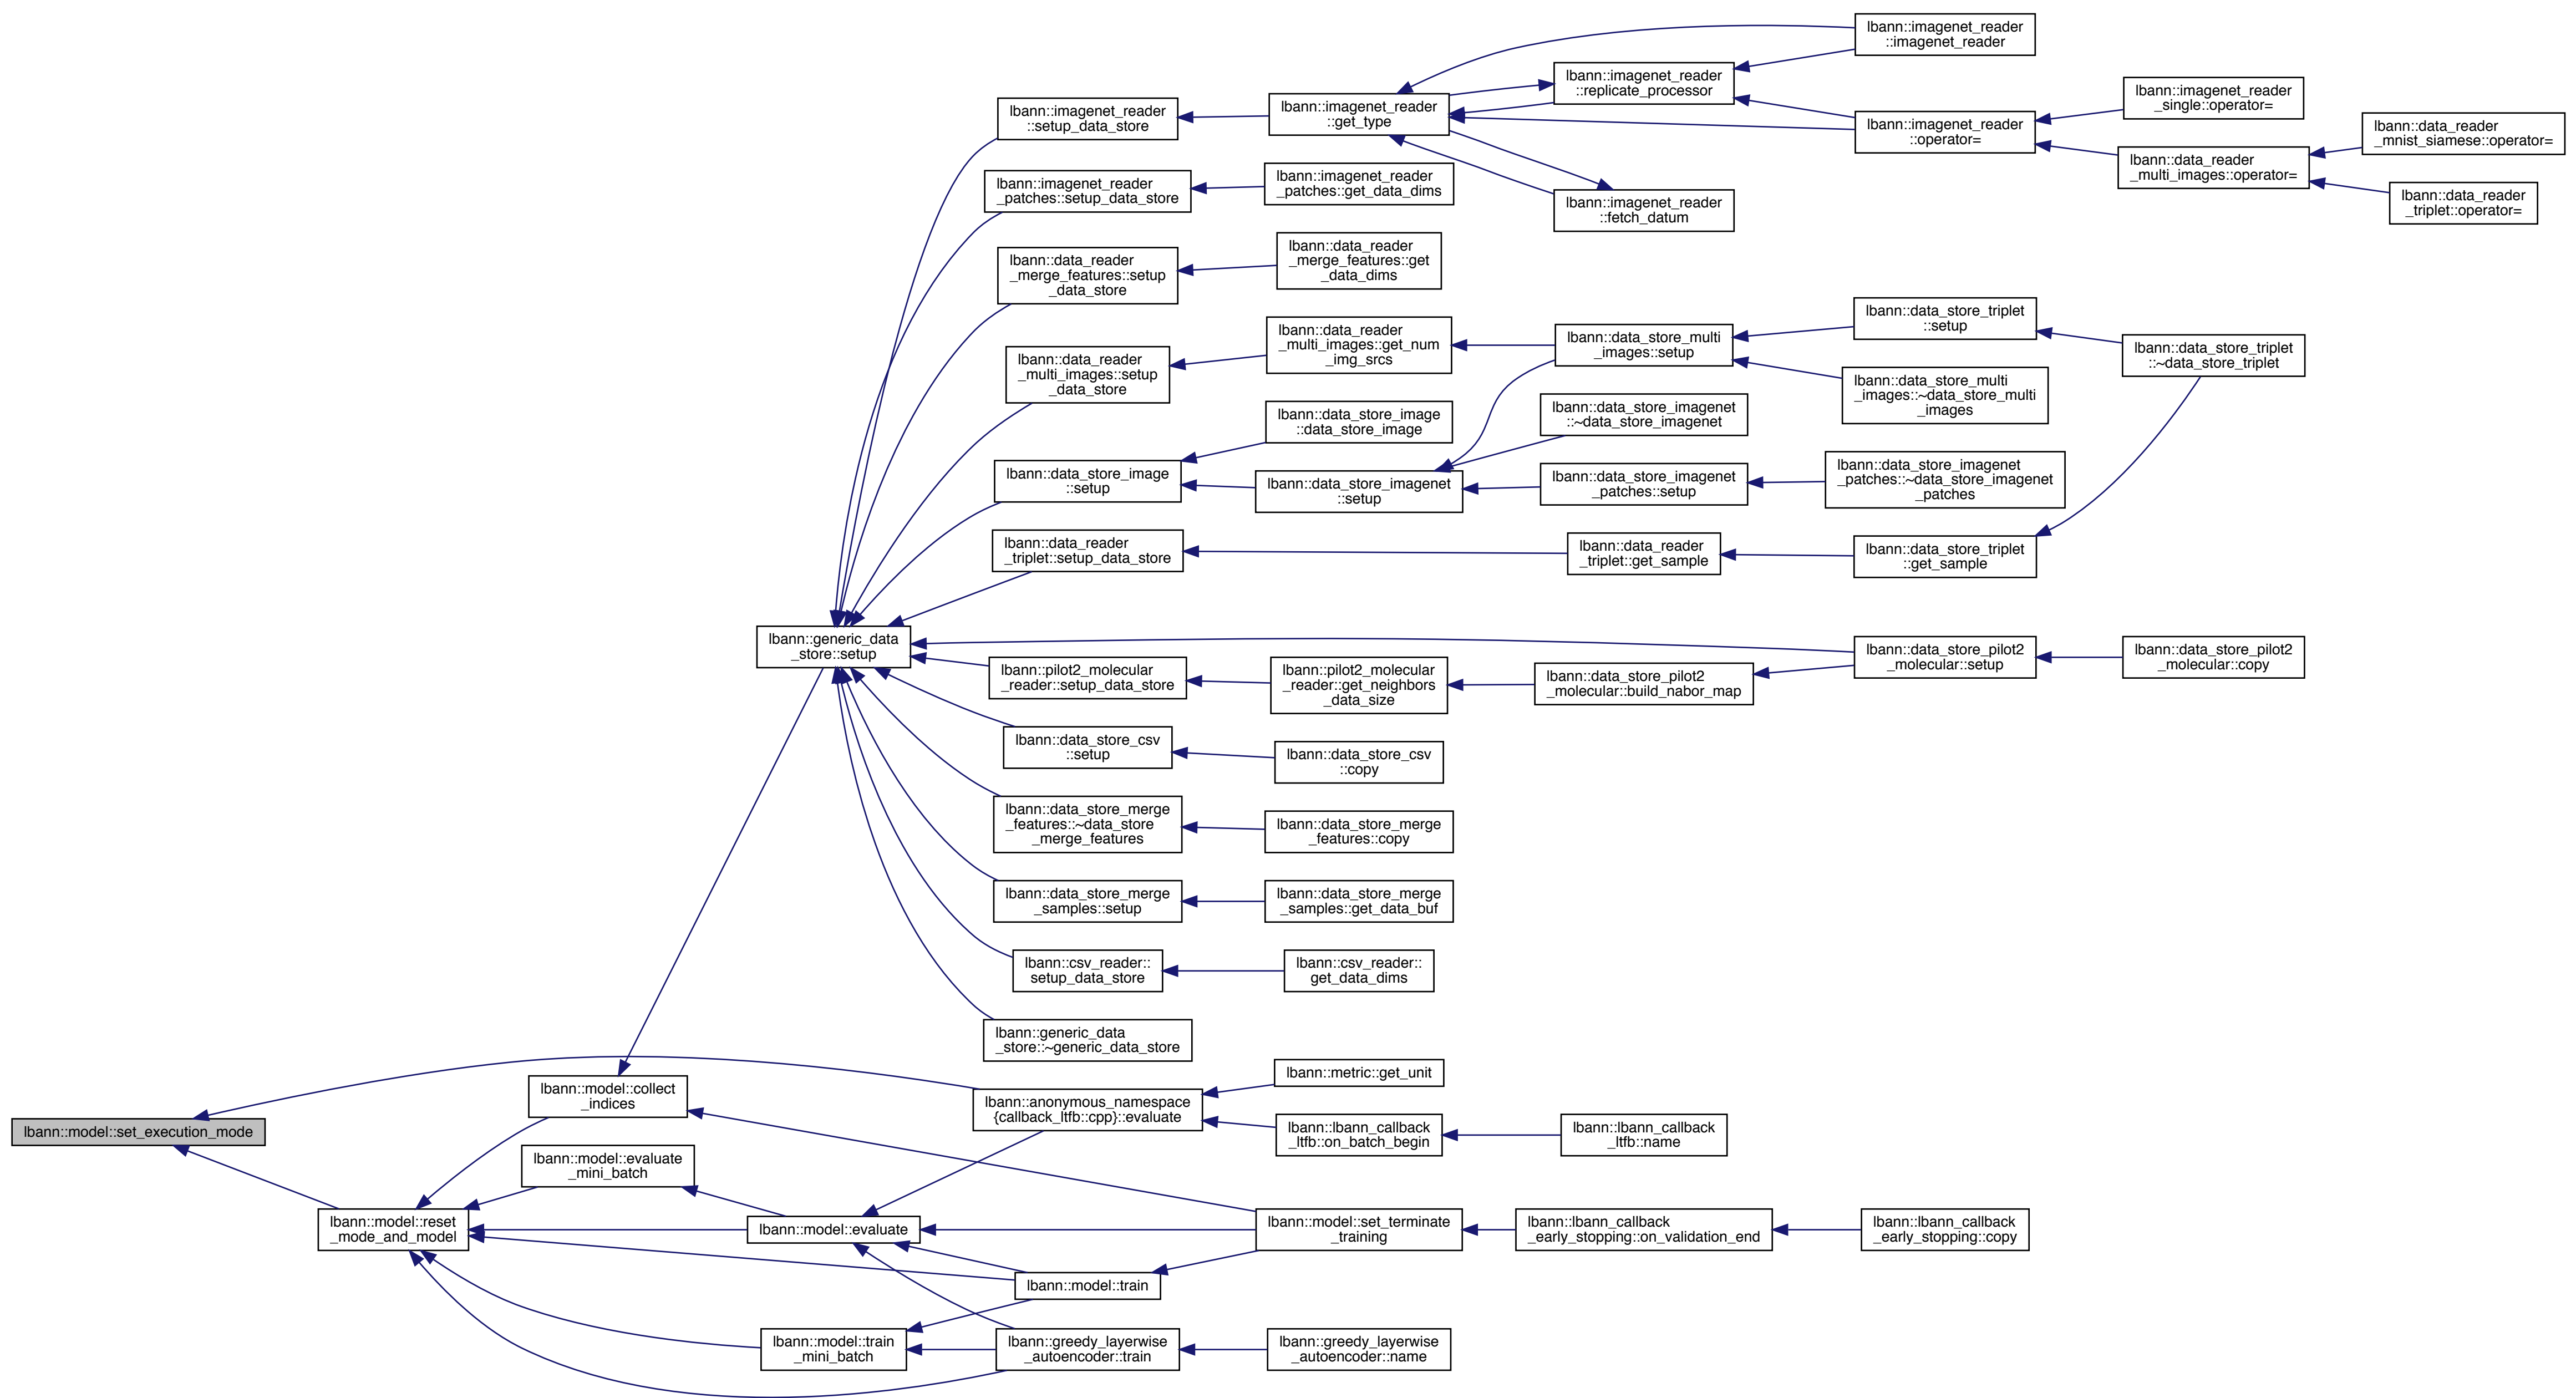 lbann::model::set_execution_mode
lbann::model::reset
_mode_and_model
lbann::model::collect
_indices
lbann::model::evaluate
_mini_batch
lbann::model::evaluate
lbann::model::train
_mini_batch
lbann::generic_data
_store::setup
lbann::imagenet_reader
::setup_data_store
lbann::imagenet_reader
_patches::setup_data_store
lbann::data_reader
_merge_features::setup
_data_store
lbann::data_reader
_multi_images::setup
_data_store
lbann::data_store_image
::setup
lbann::data_reader
_triplet::setup_data_store
lbann::pilot2_molecular
_reader::setup_data_store
lbann::data_store_csv
::setup
lbann::data_store_merge
_features::~data_store
_merge_features
lbann::data_store_merge
_samples::setup
lbann::csv_reader::
setup_data_store
lbann::generic_data
_store::~generic_data_store
lbann::anonymous_namespace
{callback_ltfb::cpp}::evaluate
lbann::model::train
lbann::greedy_layerwise
_autoencoder::train
lbann::imagenet_reader
::get_type
lbann::imagenet_reader
_patches::get_data_dims
lbann::data_reader
_merge_features::get
_data_dims
lbann::data_reader
_multi_images::get_num
_img_srcs
lbann::data_store_image
::data_store_image
lbann::data_store_imagenet
::setup
lbann::pilot2_molecular
_reader::get_neighbors
_data_size
lbann::data_store_csv
::copy
lbann::data_store_merge
_features::copy
lbann::data_store_merge
_samples::get_data_buf
lbann::csv_reader::
get_data_dims
lbann::metric::get_unit
lbann::lbann_callback
_ltfb::on_batch_begin
lbann::model::set_terminate
_training
lbann::greedy_layerwise
_autoencoder::name
lbann::imagenet_reader
::replicate_processor
lbann::imagenet_reader
::fetch_datum
lbann::data_store_multi
_images::setup
lbann::data_store_imagenet
::~data_store_imagenet
lbann::data_store_imagenet
_patches::setup
lbann::data_reader
_triplet::get_sample
lbann::data_store_pilot2
_molecular::build_nabor_map
lbann::lbann_callback
_ltfb::name
lbann::lbann_callback
_early_stopping::on_validation_end
lbann::imagenet_reader
::imagenet_reader
lbann::imagenet_reader
::operator=
lbann::data_store_triplet
::setup
lbann::data_store_multi
_images::~data_store_multi
_images
lbann::data_store_imagenet
_patches::~data_store_imagenet
_patches
lbann::data_store_triplet
::get_sample
lbann::data_store_pilot2
_molecular::setup
lbann::lbann_callback
_early_stopping::copy
lbann::imagenet_reader
_single::operator=
lbann::data_reader
_multi_images::operator=
lbann::data_store_triplet
::~data_store_triplet
lbann::data_store_pilot2
_molecular::copy
lbann::data_reader
_mnist_siamese::operator=
lbann::data_reader
_triplet::operator=